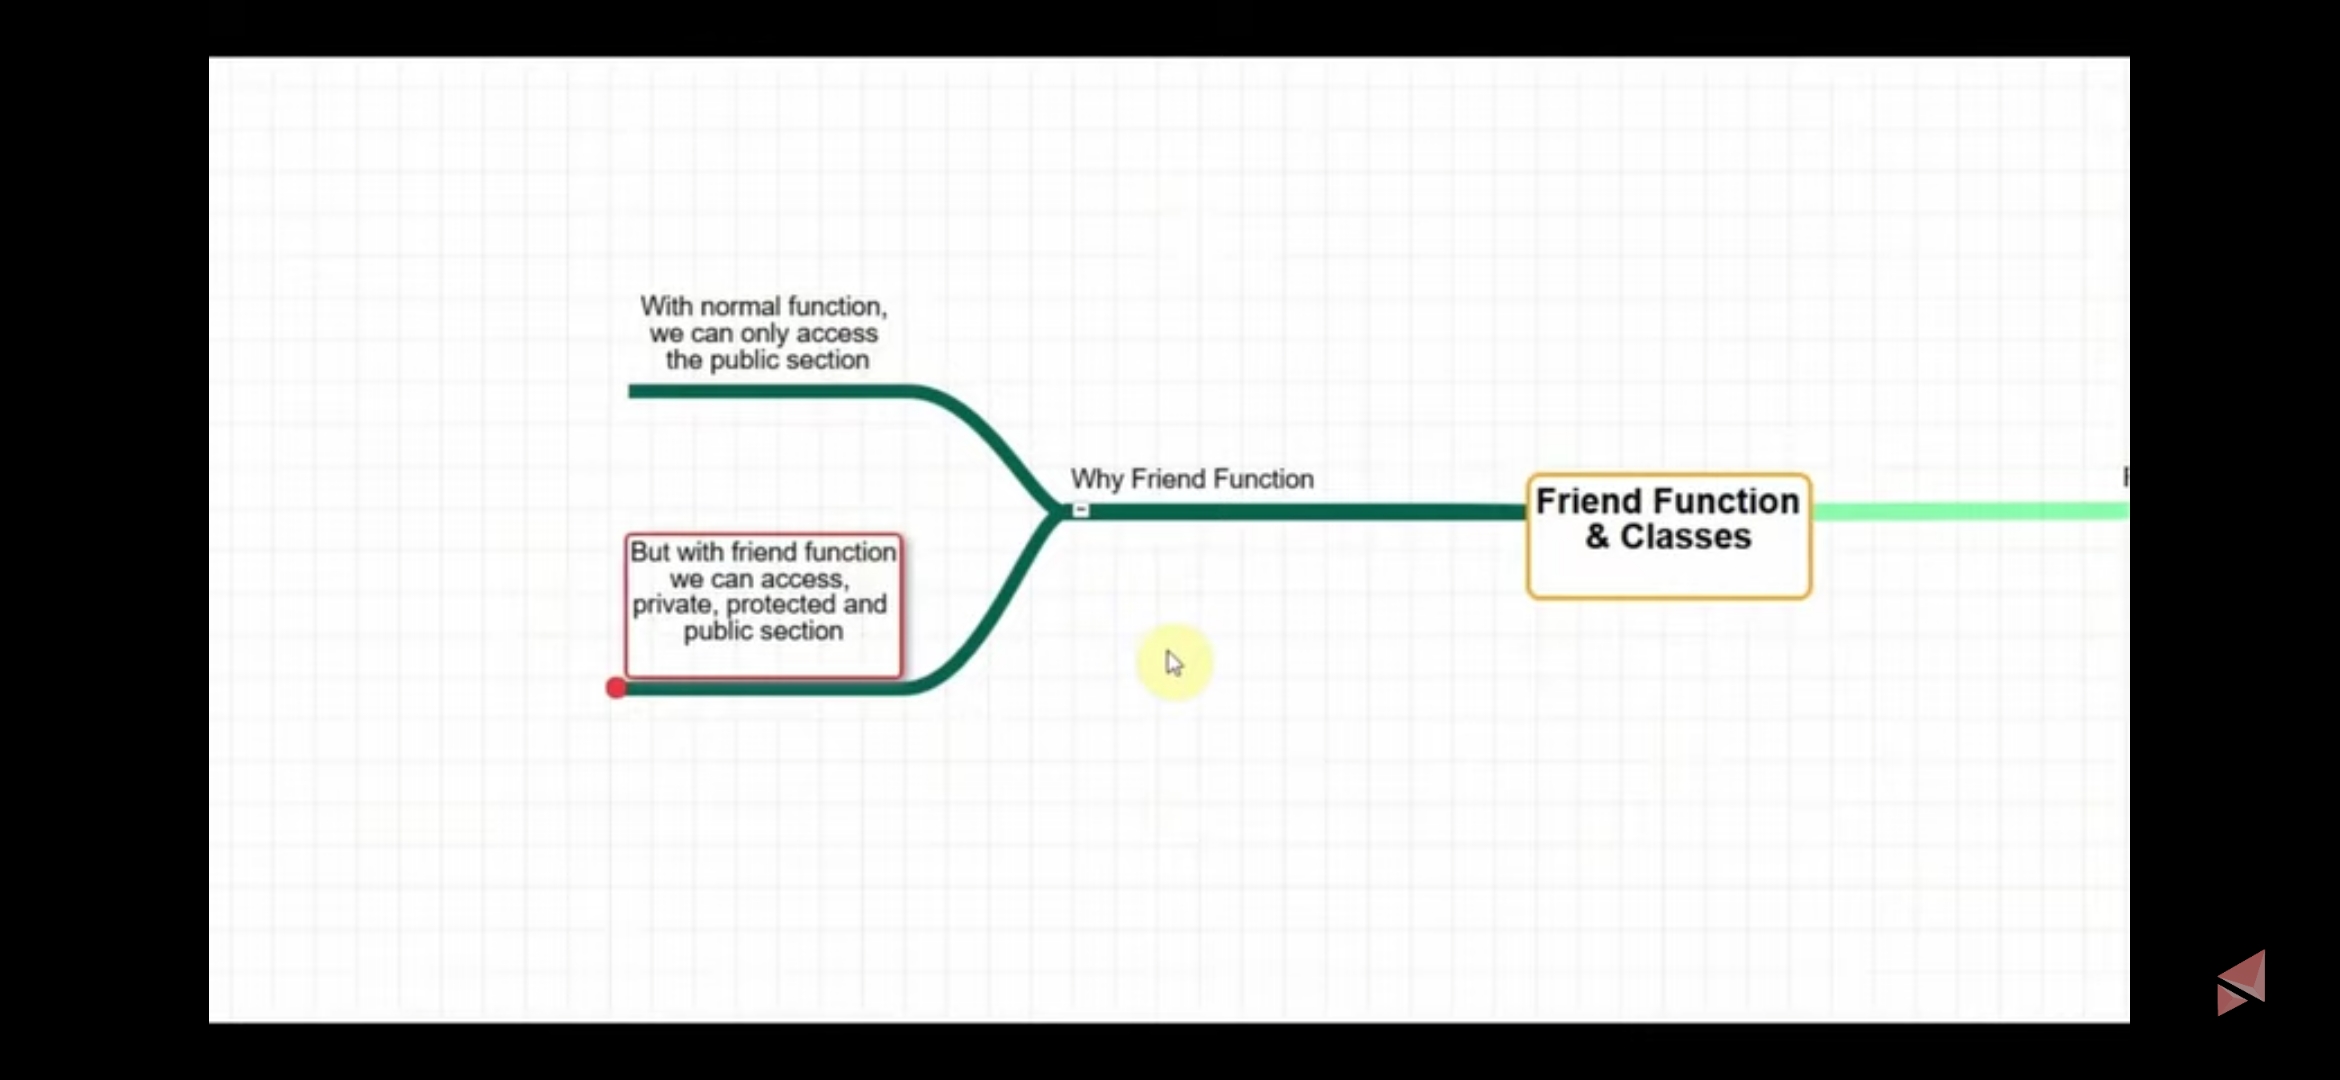 With normal function,
we can only access
the public section
Why Friend Function
Friend Function
& Classes
But with friend function
we can access,
private, protected and
public section